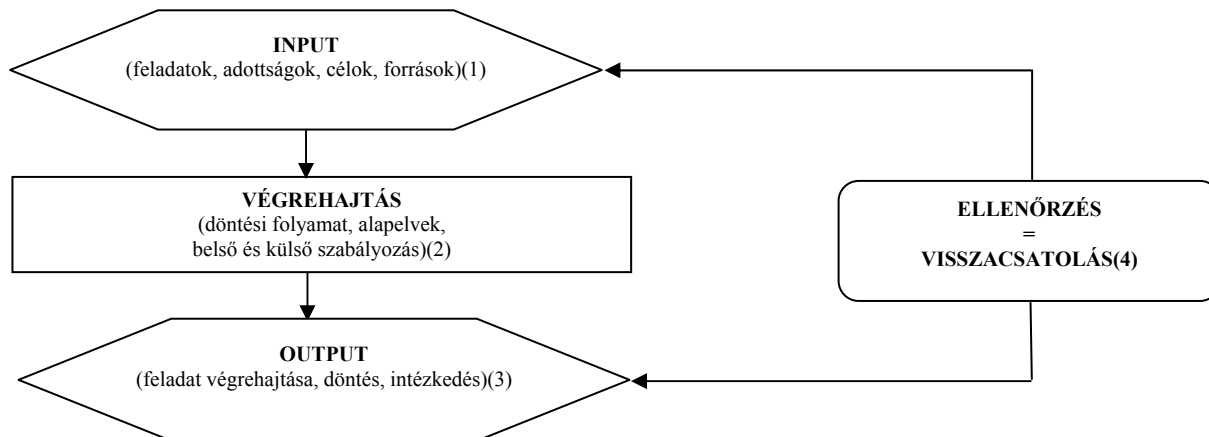 INPUT
(feladatok, adottságok, célok, források)(1)
VÉGREHAJTÁS
(döntési folyamat, alapelvek,
belső és külső szabályozás)(2)
ELLENŐRZÉS
=
VISSZACSATOLÁS(4)
OUTPUT
(feladat végrehajtása, döntés, intézkedés)(3)